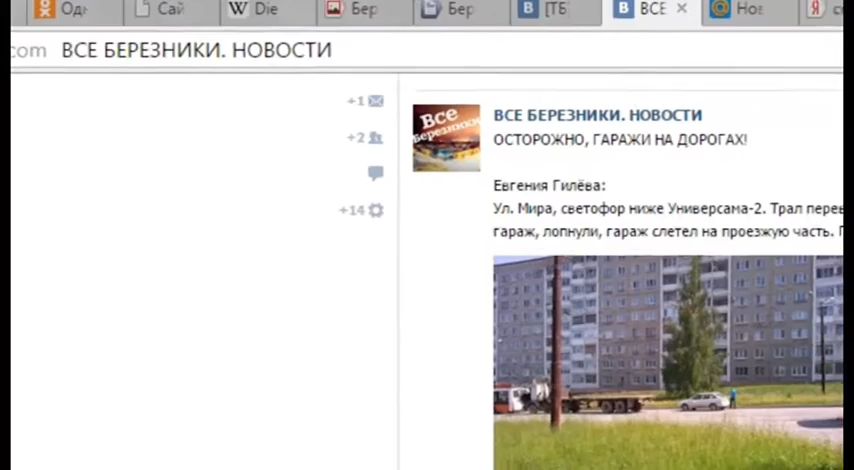 Од
Сай
W Die
Бер
Бер
B [ТБ
B ВСЕ ×
Нов
Я
com ВСЕ БЕРЕЗНИКИ. НОВОСТИ
+1
+2
+14
Все
Березники
ВСЕ БЕРЕЗНИКИ. НОВОСТИ
ОСТОРОЖНО, ГАРАЖИ НА ДОРОГАХ!
Евгения Гилёва:
Ул. Мира, светофор ниже Универсама-2. Трал перев
гараж, лопнули, гараж слетел на проезжую часть.